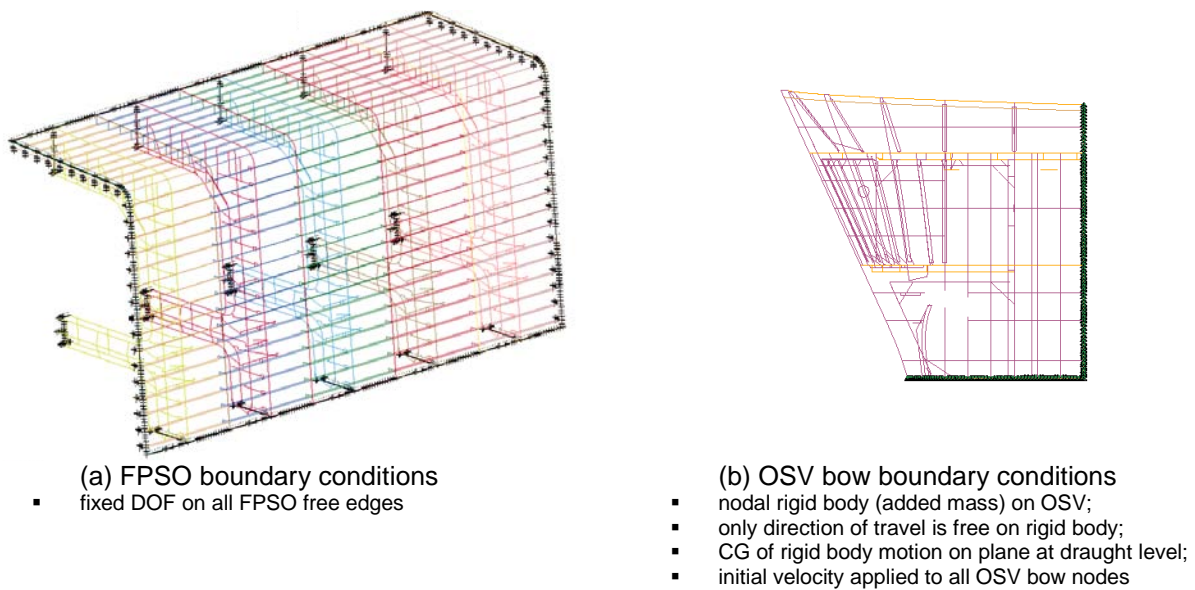 (a) FPSO boundary conditions
▪ fixed DOF on all FPSO free edges
(b) OSV bow boundary conditions
▪ nodal rigid body (added mass) on OSV;
▪ only direction of travel is free on rigid body;
▪ CG of rigid body motion on plane at draught level;
▪ initial velocity applied to all OSV bow nodes